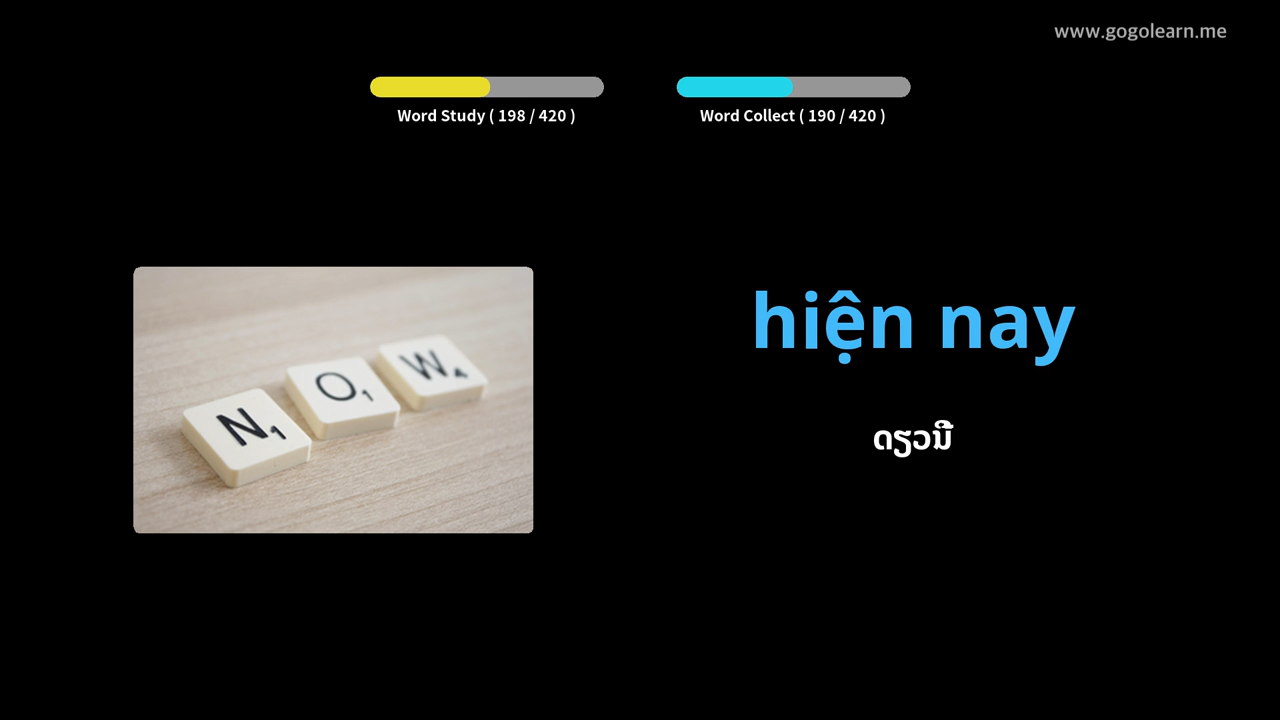 www.gogolearn.me
Word Study ( 198 / 420 )
Word Collect ( 190 / 420 )
N1 O1 W4
hiện nay
ດຽວນີ້